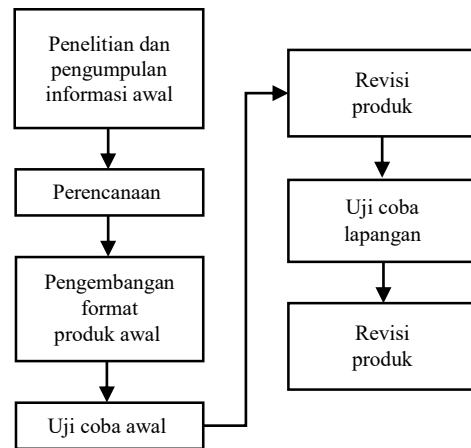 Penelitian dan
pengumpulan
informasi awal
Perencanaan
Pengembangan
format
produk awal
Uji coba awal
Revisi
produk
Uji coba
lapangan
Revisi
produk